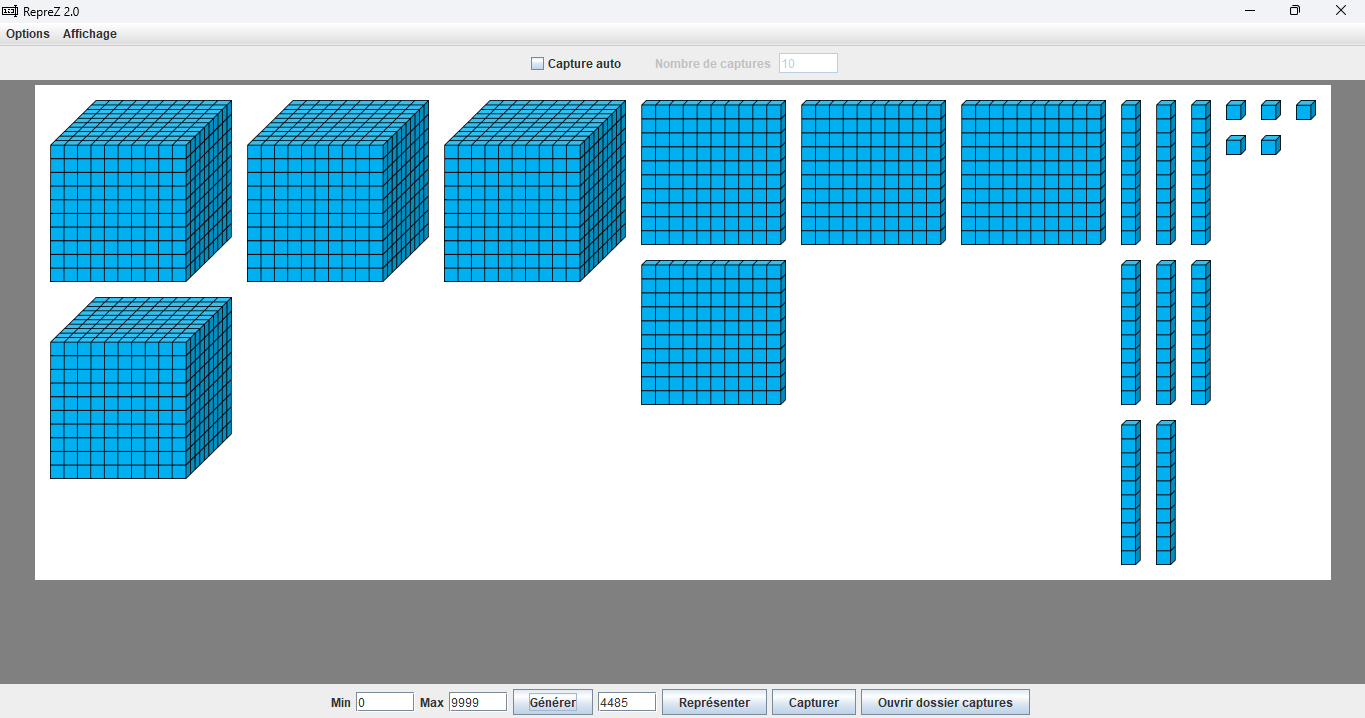 RepreZ 2.0
Options Affichage
Capture auto Nombre de captures 10
Min 0 Max 9999 Générer 4485 Représenter Capturer Ouvrir dossier captures